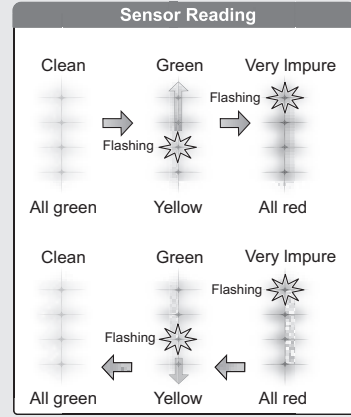 Sensor Reading
Clean Green Very Impure
Flashing
Flashing
All green Yellow All red
Clean Green Very Impure
Flashing
Flashing
All green Yellow All red